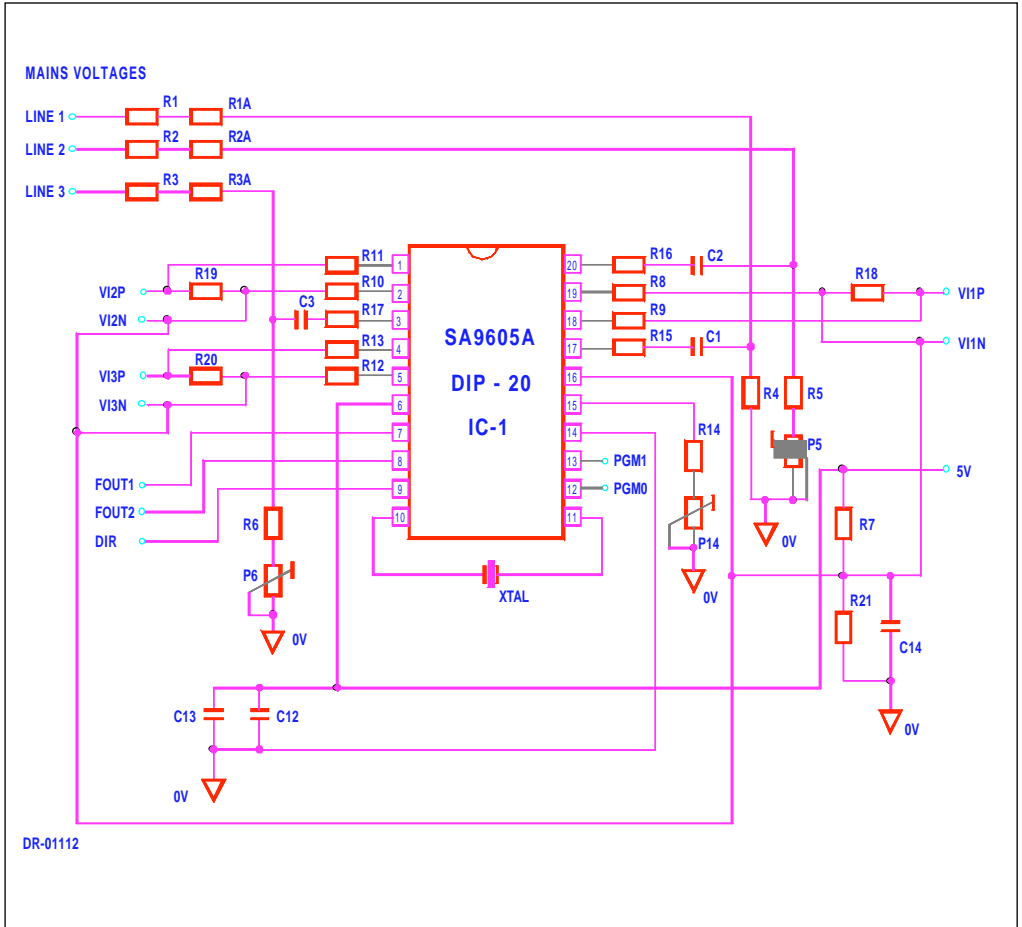 MAINS VOLTAGES
LINE 1
R1
R1A
LINE 2
R2
R2A
LINE 3
R3
R3A
R11
R16
C2
1
20
R19
R10
R8
R18
VI2P
2
19
VI1P
C3
R17
R9
VI2N
3
18
SA9605A
R13
R15
C1
VI1N
4
17
R20
R12
VI3P
5
16
DIP - 20
R4
R5
VI3N
6
15
IC-1
R14
P5
7
14
8
13
PGM1
5V
FOUT1
9
12
PGM0
FOUT2
10
11
R6
R7
DIR
P14
0V
P6
XTAL
0V
R21
0V
C14
C13
C12
0V
0V
DR-01112